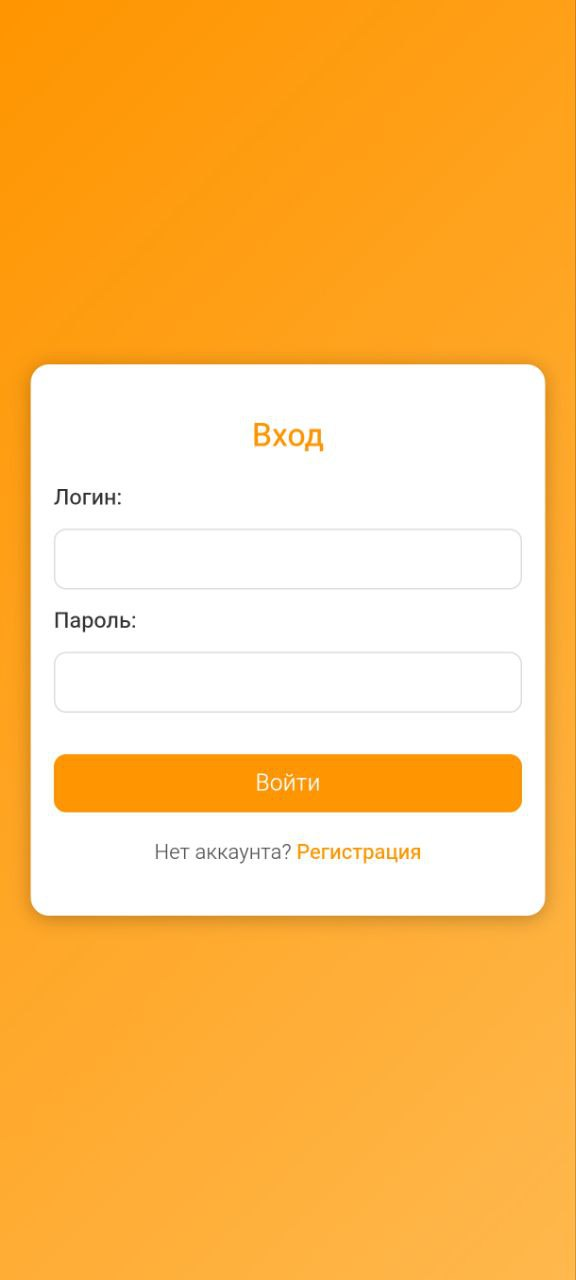 Вход
Логин:
Пароль:
Войти
Нет аккаунта? Регистрация